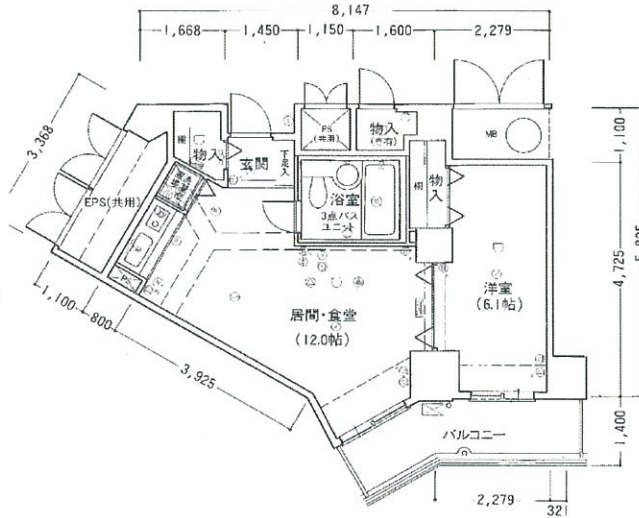 8,147
1,668
1,450
1,150
1,600
2,279
3,368
1,100
4,725
1,400
EPS(共用)
棚
物入
玄関
下足入
PS
(共用)
物入
(専有)
MB
浴室
3点バス
ユニット
棚
物入
洋室
(6.1帖)
居間・食堂
(12.0帖)
PS
1,100
800
3,925
バルコニー
2,279
321